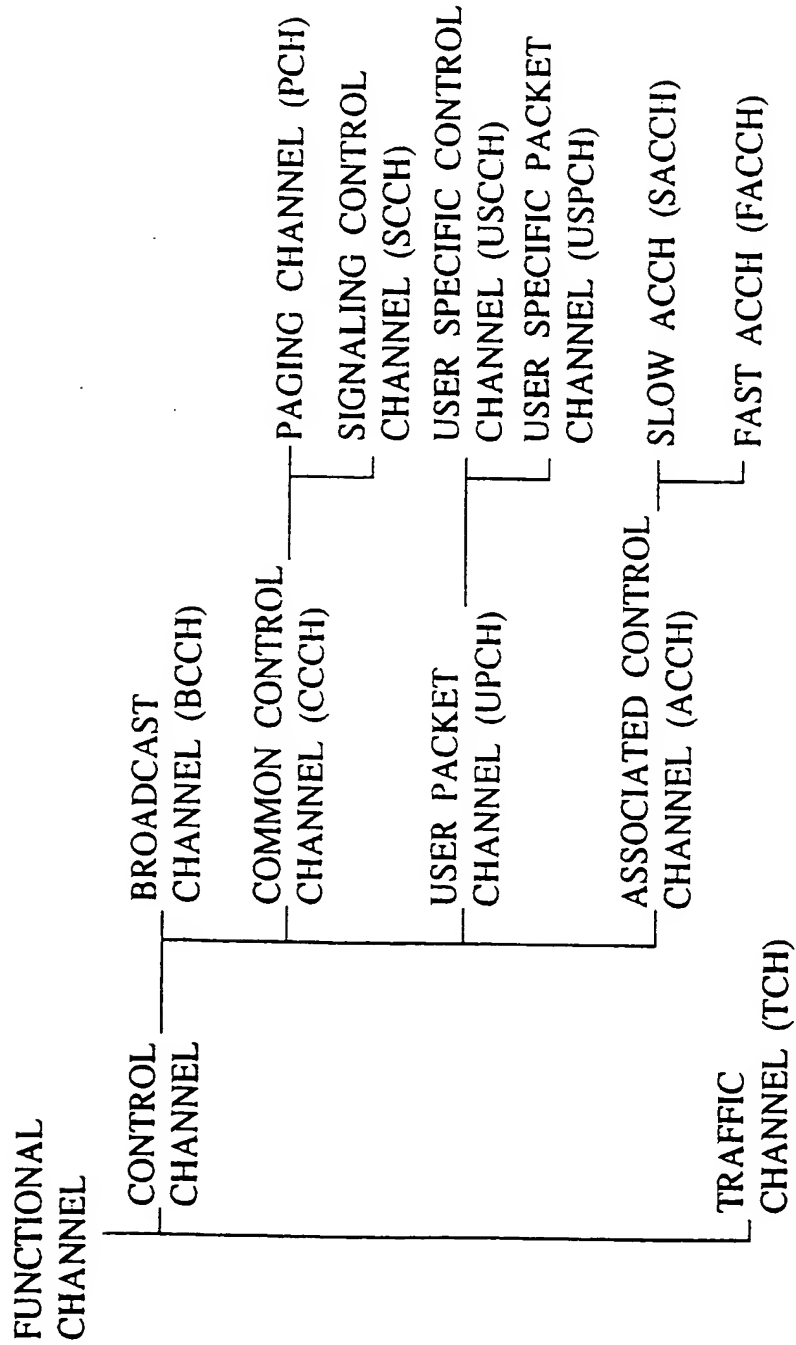 FUNCTIONAL
CHANNEL
CONTROL
CHANNEL
BROADCAST
CHANNEL (BCCH)
COMMON CONTROL
CHANNEL (CCCH)
PAGING CHANNEL (PCH)
SIGNALING CONTROL
CHANNEL (SCCH)
USER PACKET
CHANNEL (UPCH)
USER SPECIFIC CONTROL
CHANNEL (USCCH)
USER SPECIFIC PACKET
CHANNEL (USPCH)
ASSOCIATED CONTROL
CHANNEL (ACCH)
SLOW ACCH (SACCH)
FAST ACCH (FACCH)
TRAFFIC
CHANNEL (TCH)